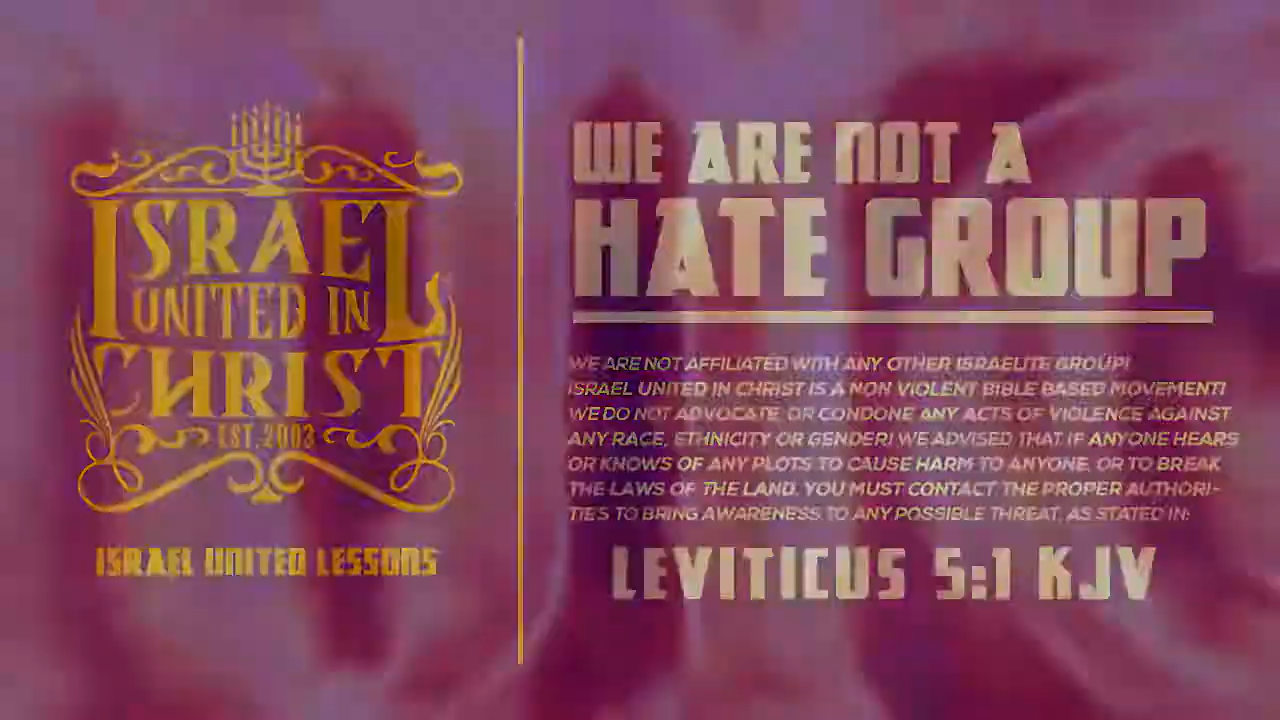 ISRAEL
UNITED IN
CHRIST
EST. 2003
ISRAEL UNITED LESSONS
WE ARE NOT A
HATE GROUP
WE ARE NOT AFFILIATED WITH ANY OTHER ISRAELITE GROUP!
ISRAEL UNITED IN CHRIST IS A NON VIOLENT BIBLE BASED MOVEMENT!
WE DO NOT ADVOCATE OR CONDONE ANY ACTS OF VIOLENCE AGAINST
ANY RACE, ETHNICITY OR GENDER! WE ADVISED THAT IF ANYONE HEARS
OR KNOWS OF ANY PLOTS TO CAUSE HARM TO ANYONE, OR TO BREAK
THE LAWS OF THE LAND. YOU MUST CONTACT THE PROPER AUTHORI-
TIES TO BRING AWARENESS TO ANY POSSIBLE THREAT, AS STATED IN:
LEVITICUS 5:1 KJV